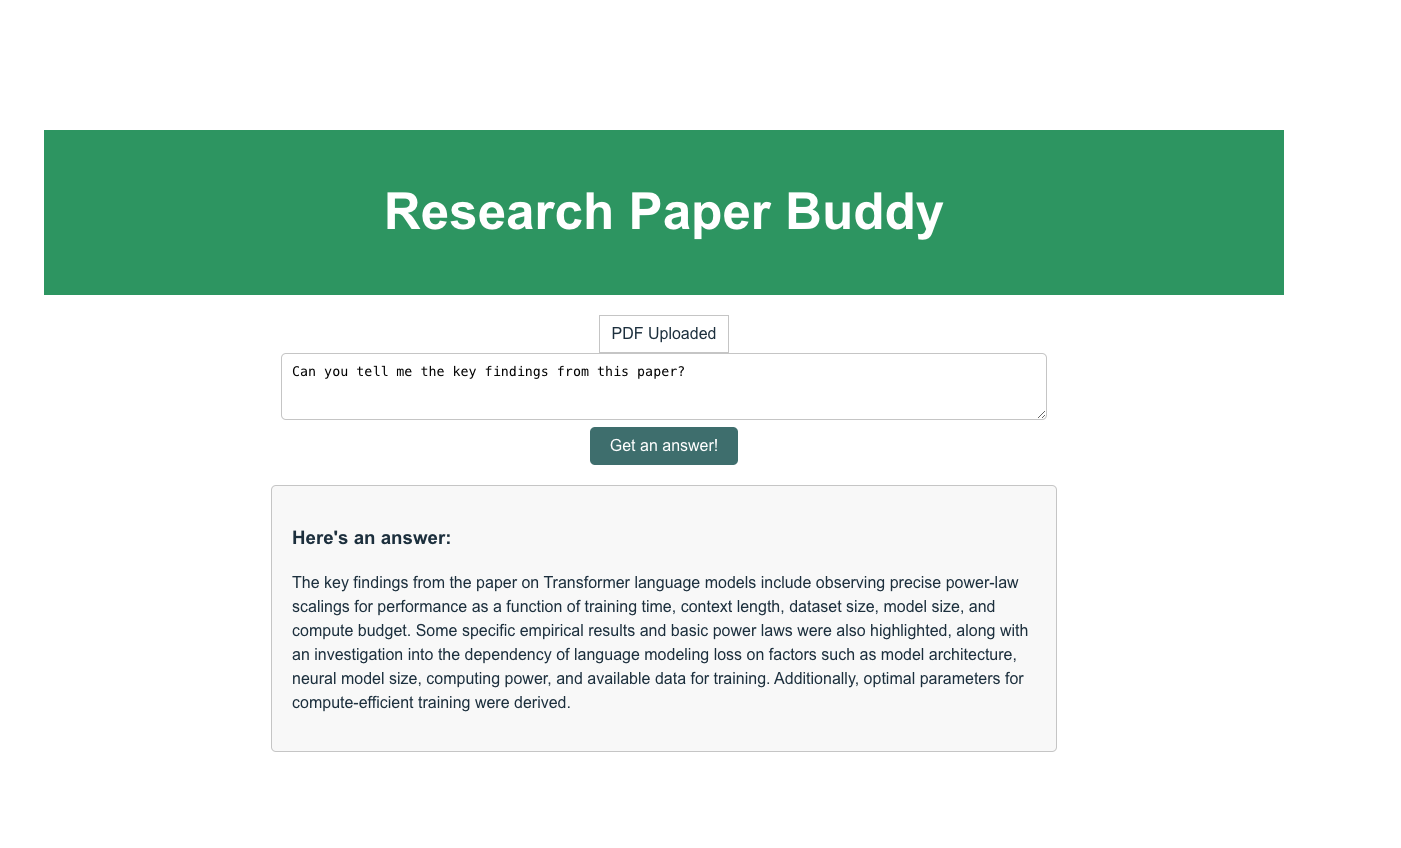 Research Paper Buddy
PDF Uploaded
Can you tell me the key findings from this paper?
Get an answer!
Here's an answer:
The key findings from the paper on Transformer language models include observing precise power-law
scalings for performance as a function of training time, context length, dataset size, model size, and
compute budget. Some specific empirical results and basic power laws were also highlighted, along with
an investigation into the dependency of language modeling loss on factors such as model architecture,
neural model size, computing power, and available data for training. Additionally, optimal parameters for
compute-efficient training were derived.